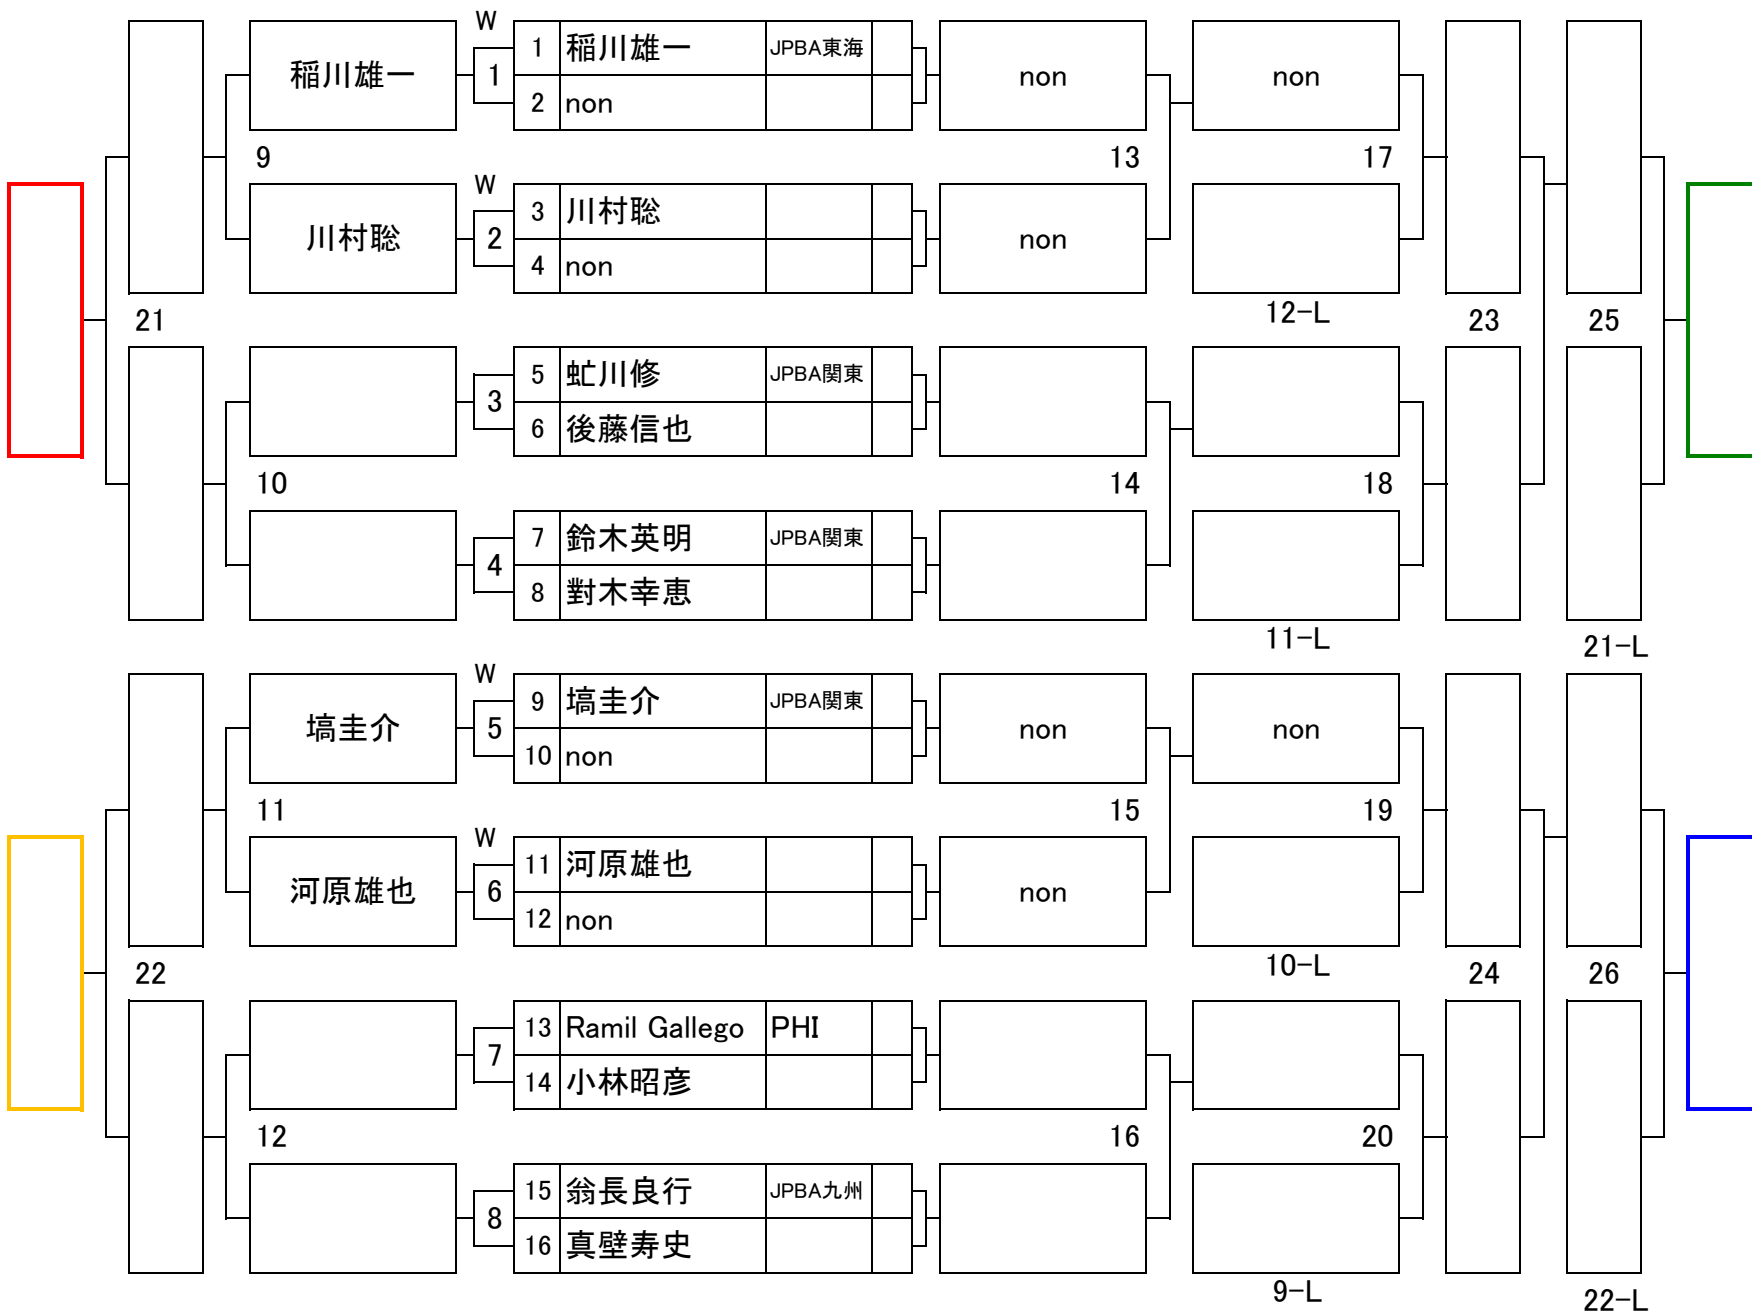 W
1 稲川雄一 JPBA東海
稲川雄一 1 non non
2 non
9 13 17
W
3 川村聡
川村聡 2 non
4 non
12-L
21 23 25
5 虻川修 JPBA関東
3
6 後藤信也
10 14 18
7 鈴木英明 JPBA関東
4
8 對木幸恵
11-L
21-L
W
9 塙圭介 JPBA関東
塙圭介 5 non non
10 non
11 15 19
W
11 河原雄也
河原雄也 6 non
12 non
10-L
22 24 26
13 Ramil Gallego PHI
7
14 小林昭彦
12 16 20
15 翁長良行 JPBA九州
8
16 真壁寿史
9-L
22-L